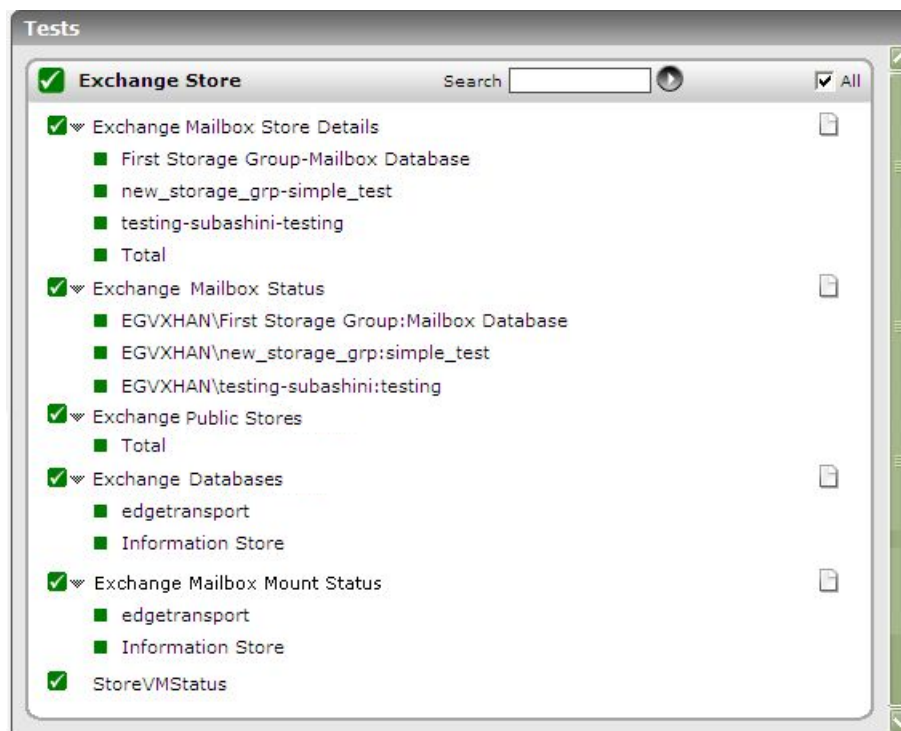 Tests
Exchange Store Search All
Exchange Mailbox Store Details
First Storage Group-Mailbox Database
new_storage_grp-simple_test
testing-subashini-testing
Total
Exchange Mailbox Status
EGVXHAN\First Storage Group:Mailbox Database
EGVXHAN\new_storage_grp:simple_test
EGVXHAN\testing-subashini:testing
Exchange Public Stores
Total
Exchange Databases
edgetransport
Information Store
Exchange Mailbox Mount Status
edgetransport
Information Store
StoreVMStatus